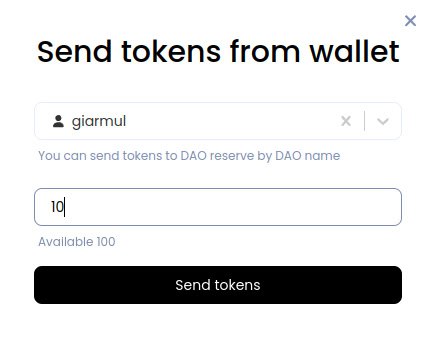 Send tokens from wallet
giarmul
You can send tokens to DAO reserve by DAO name
10
Available 100
Send tokens